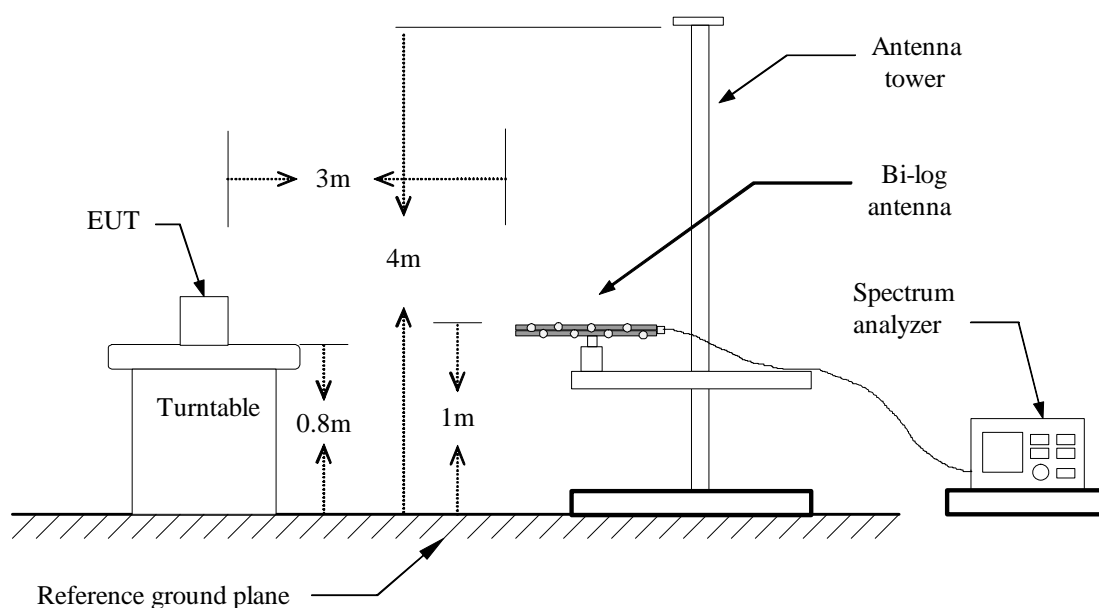 Antenna
tower
3m
Bi-log
antenna
EUT
4m
Spectrum
analyzer
Turntable
0.8m
1m
Reference ground plane